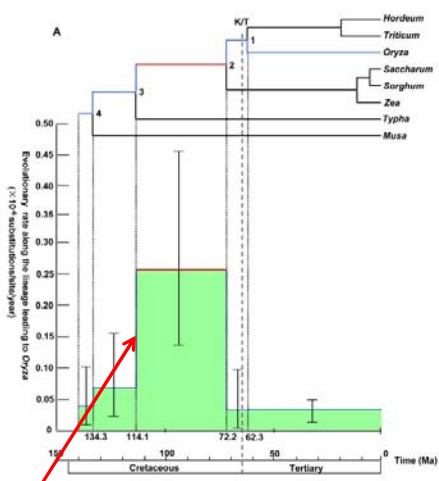 A
K/T
Hordeum
Triticum
Oryza
Saccharum
Sorghum
Zea
Typha
Musa
1
2
3
4
Evolutionary rate along the lineage leading to Oryza
(×10⁻⁸ substitutions/site/year)
0.50
0.45
0.40
0.35
0.30
0.25
0.20
0.15
0.10
0.05
0
134.3 114.1 72.2 62.3
150 100 50 0 Time (Ma)
Cretaceous Tertiary